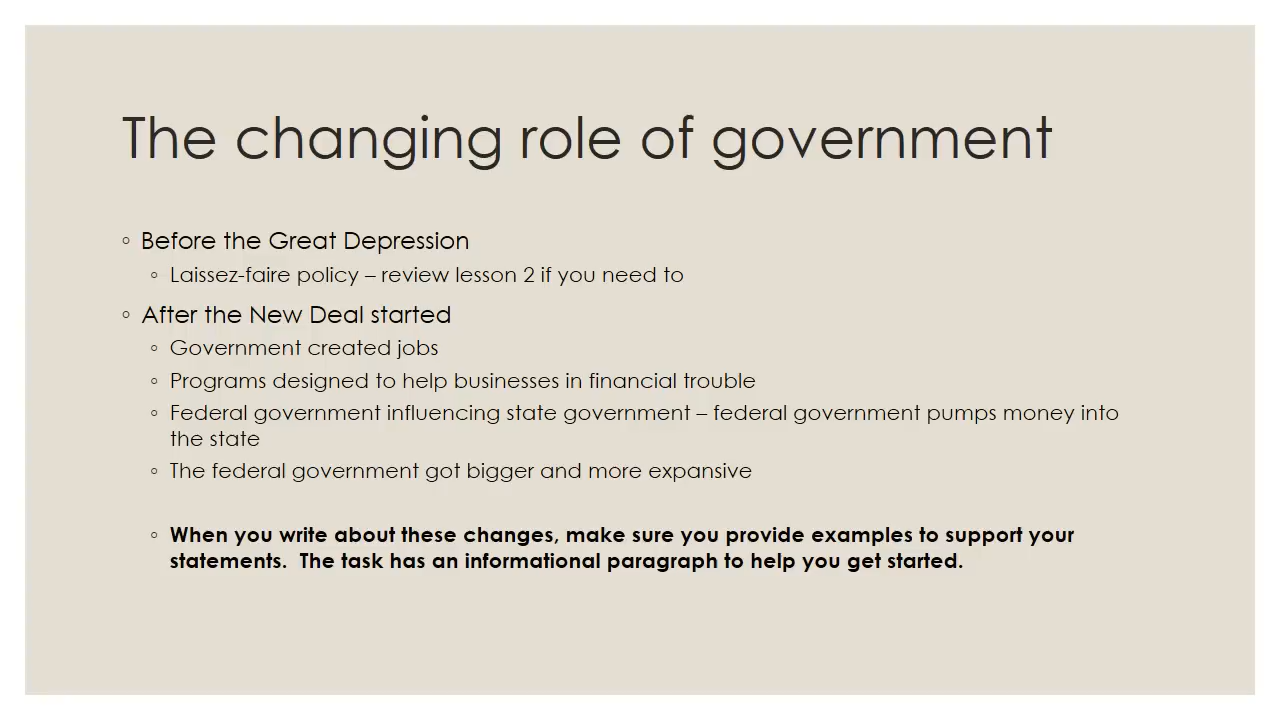 The changing role of government
◦ Before the Great Depression
◦ Laissez-faire policy – review lesson 2 if you need to
◦ After the New Deal started
◦ Government created jobs
◦ Programs designed to help businesses in financial trouble
◦ Federal government influencing state government – federal government pumps money into
the state
◦ The federal government got bigger and more expansive
◦ When you write about these changes, make sure you provide examples to support your
statements.  The task has an informational paragraph to help you get started.